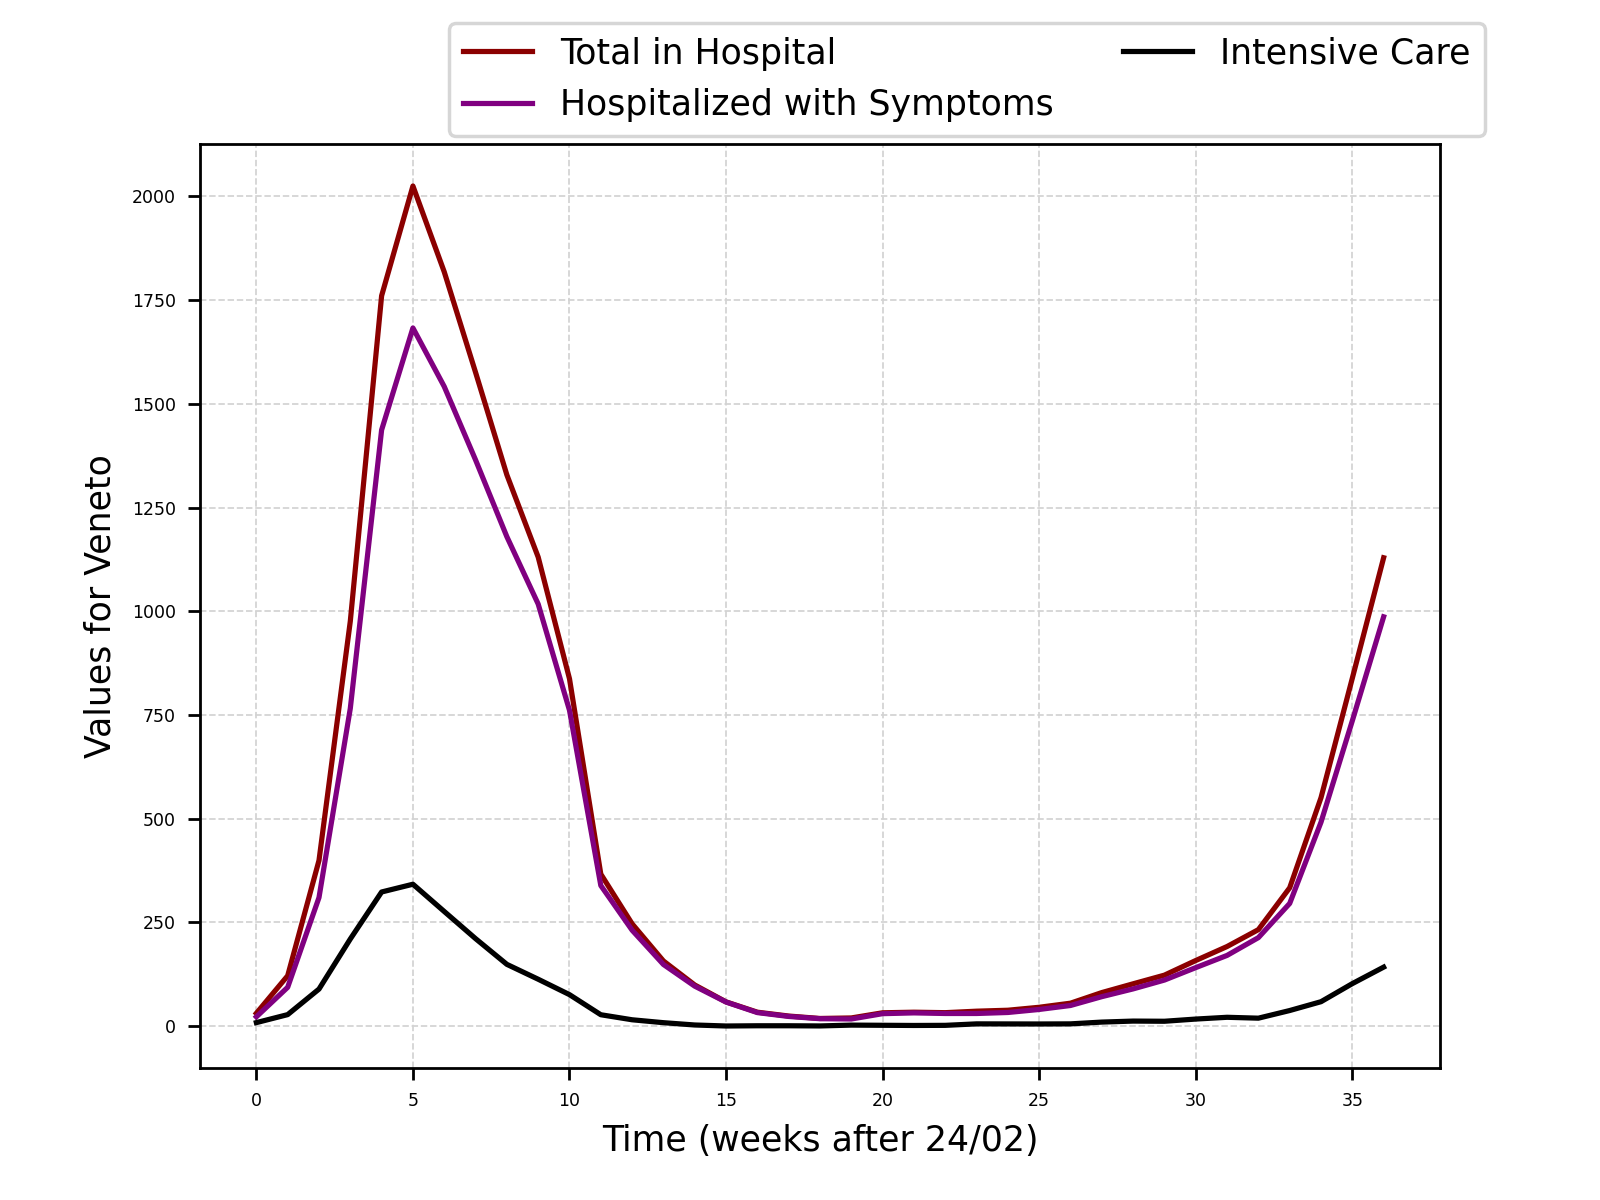 Total in Hospital
Hospitalized with Symptoms
Intensive Care
Values for Veneto
2000
1750
1500
1250
1000
750
500
250
0
0 5 10 15 20 25 30 35
Time (weeks after 24/02)